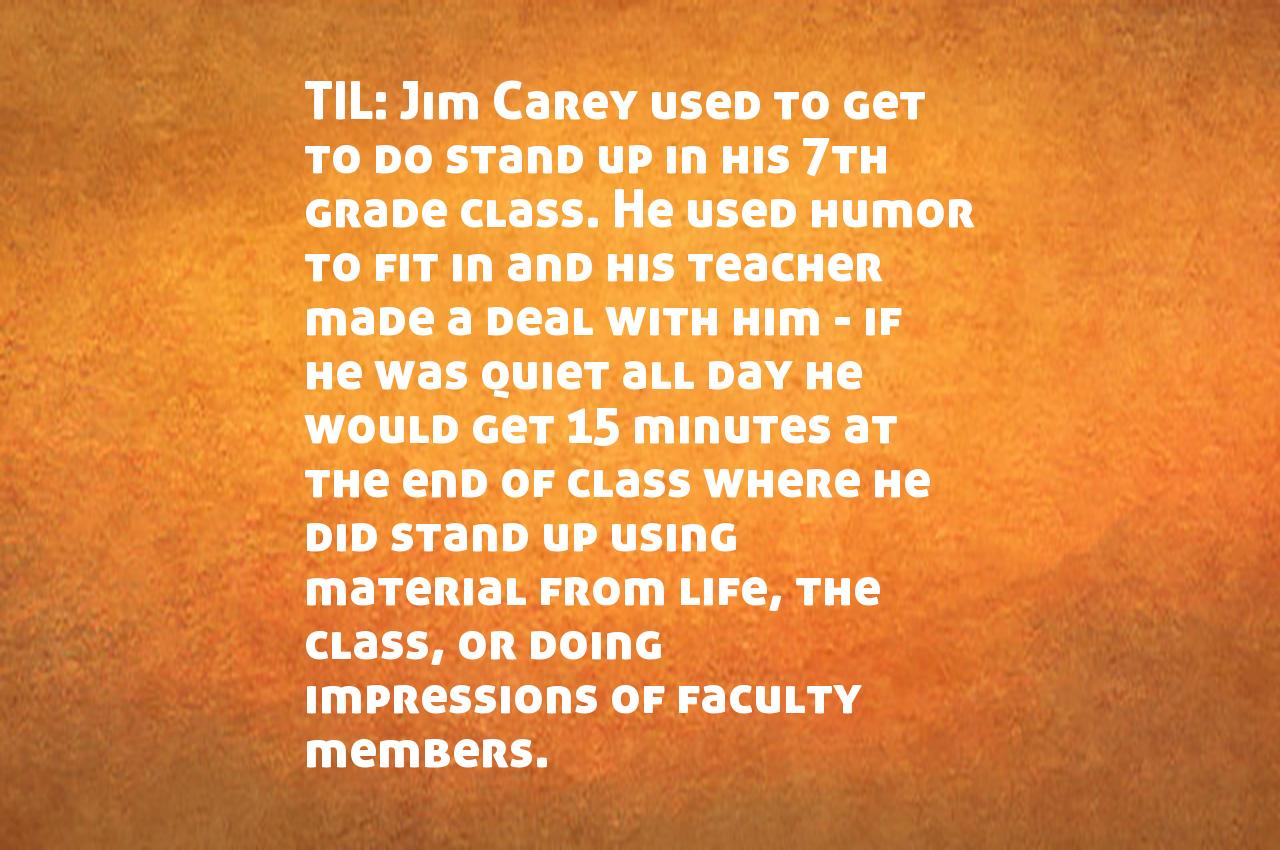 TIL: Jim Carey used to get
to do stand up in his 7th
grade class. He used humor
to fit in and his teacher
made a deal with him - if
he was quiet all day he
would get 15 minutes at
the end of class where he
did stand up using
material from life, the
class, or doing
impressions of faculty
members.